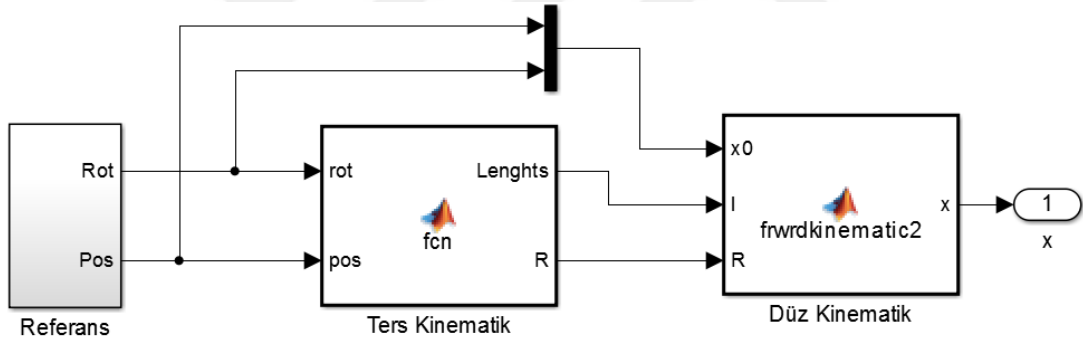 Rot
Pos
Referans
rot
pos
fcn
Lenghts
R
Ters Kinematik
x0
l
R
frwrdkinematic2
x
Düz Kinematik
1
x